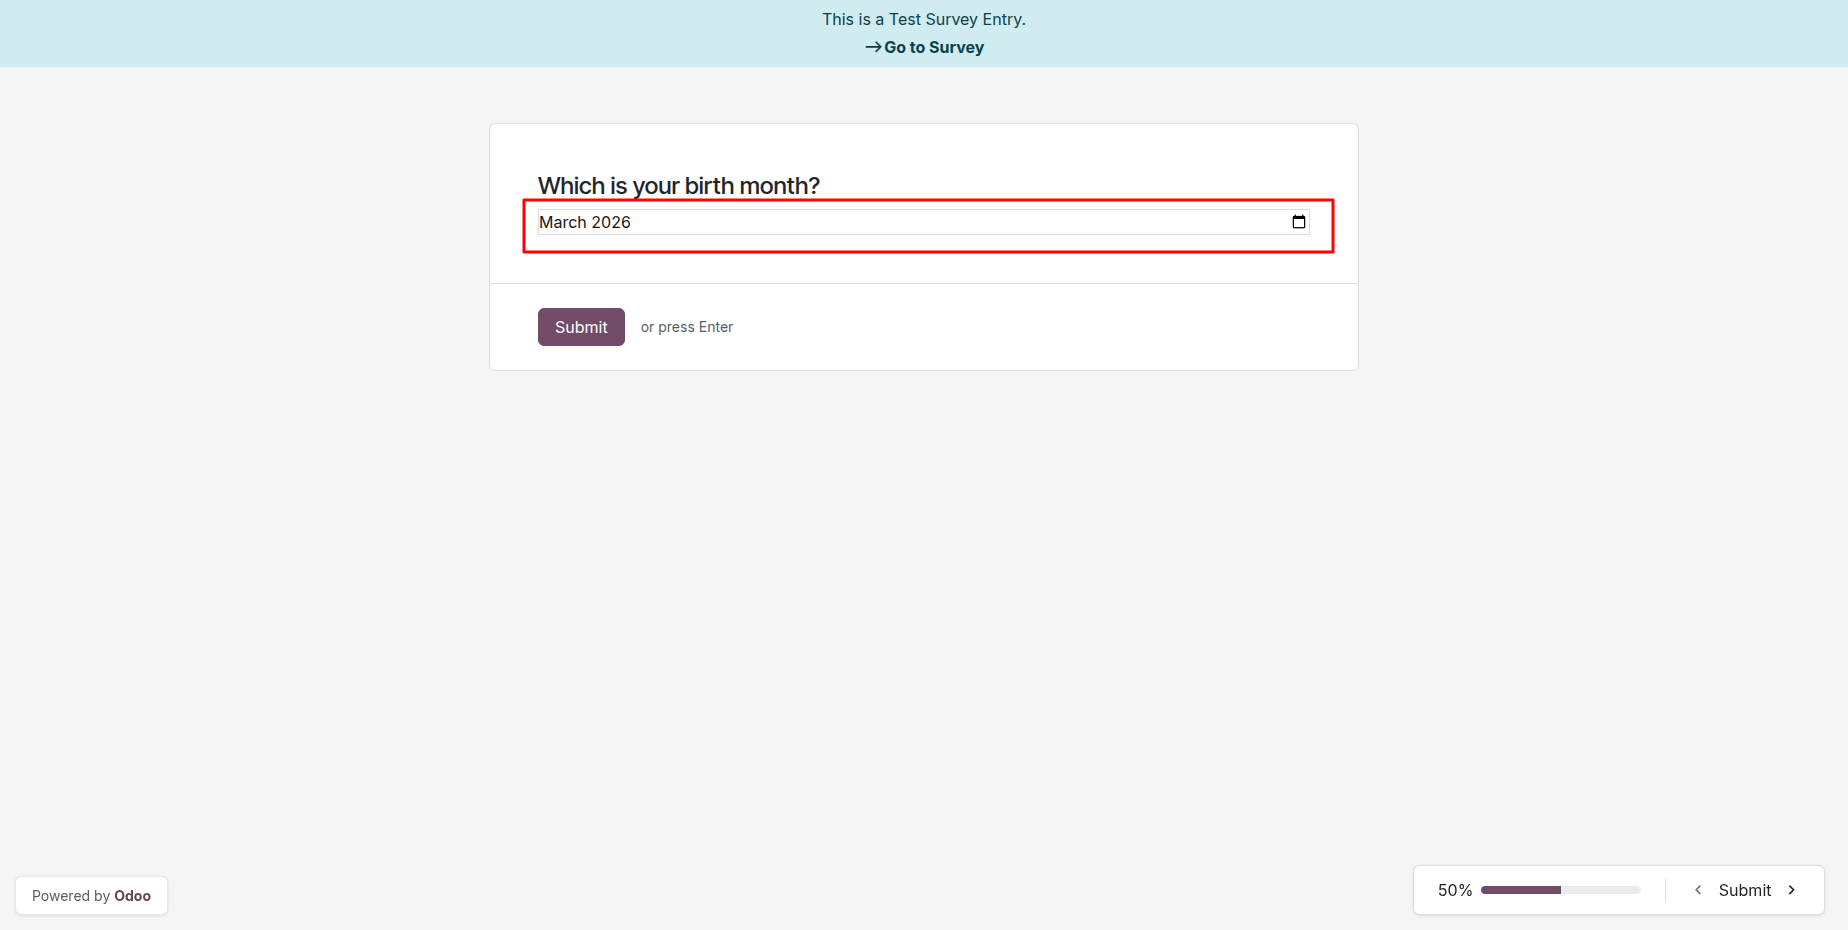 This is a Test Survey Entry.
Go to Survey
Which is your birth month?
March 2026
Submit or press Enter
Powered by Odoo
50% Submit